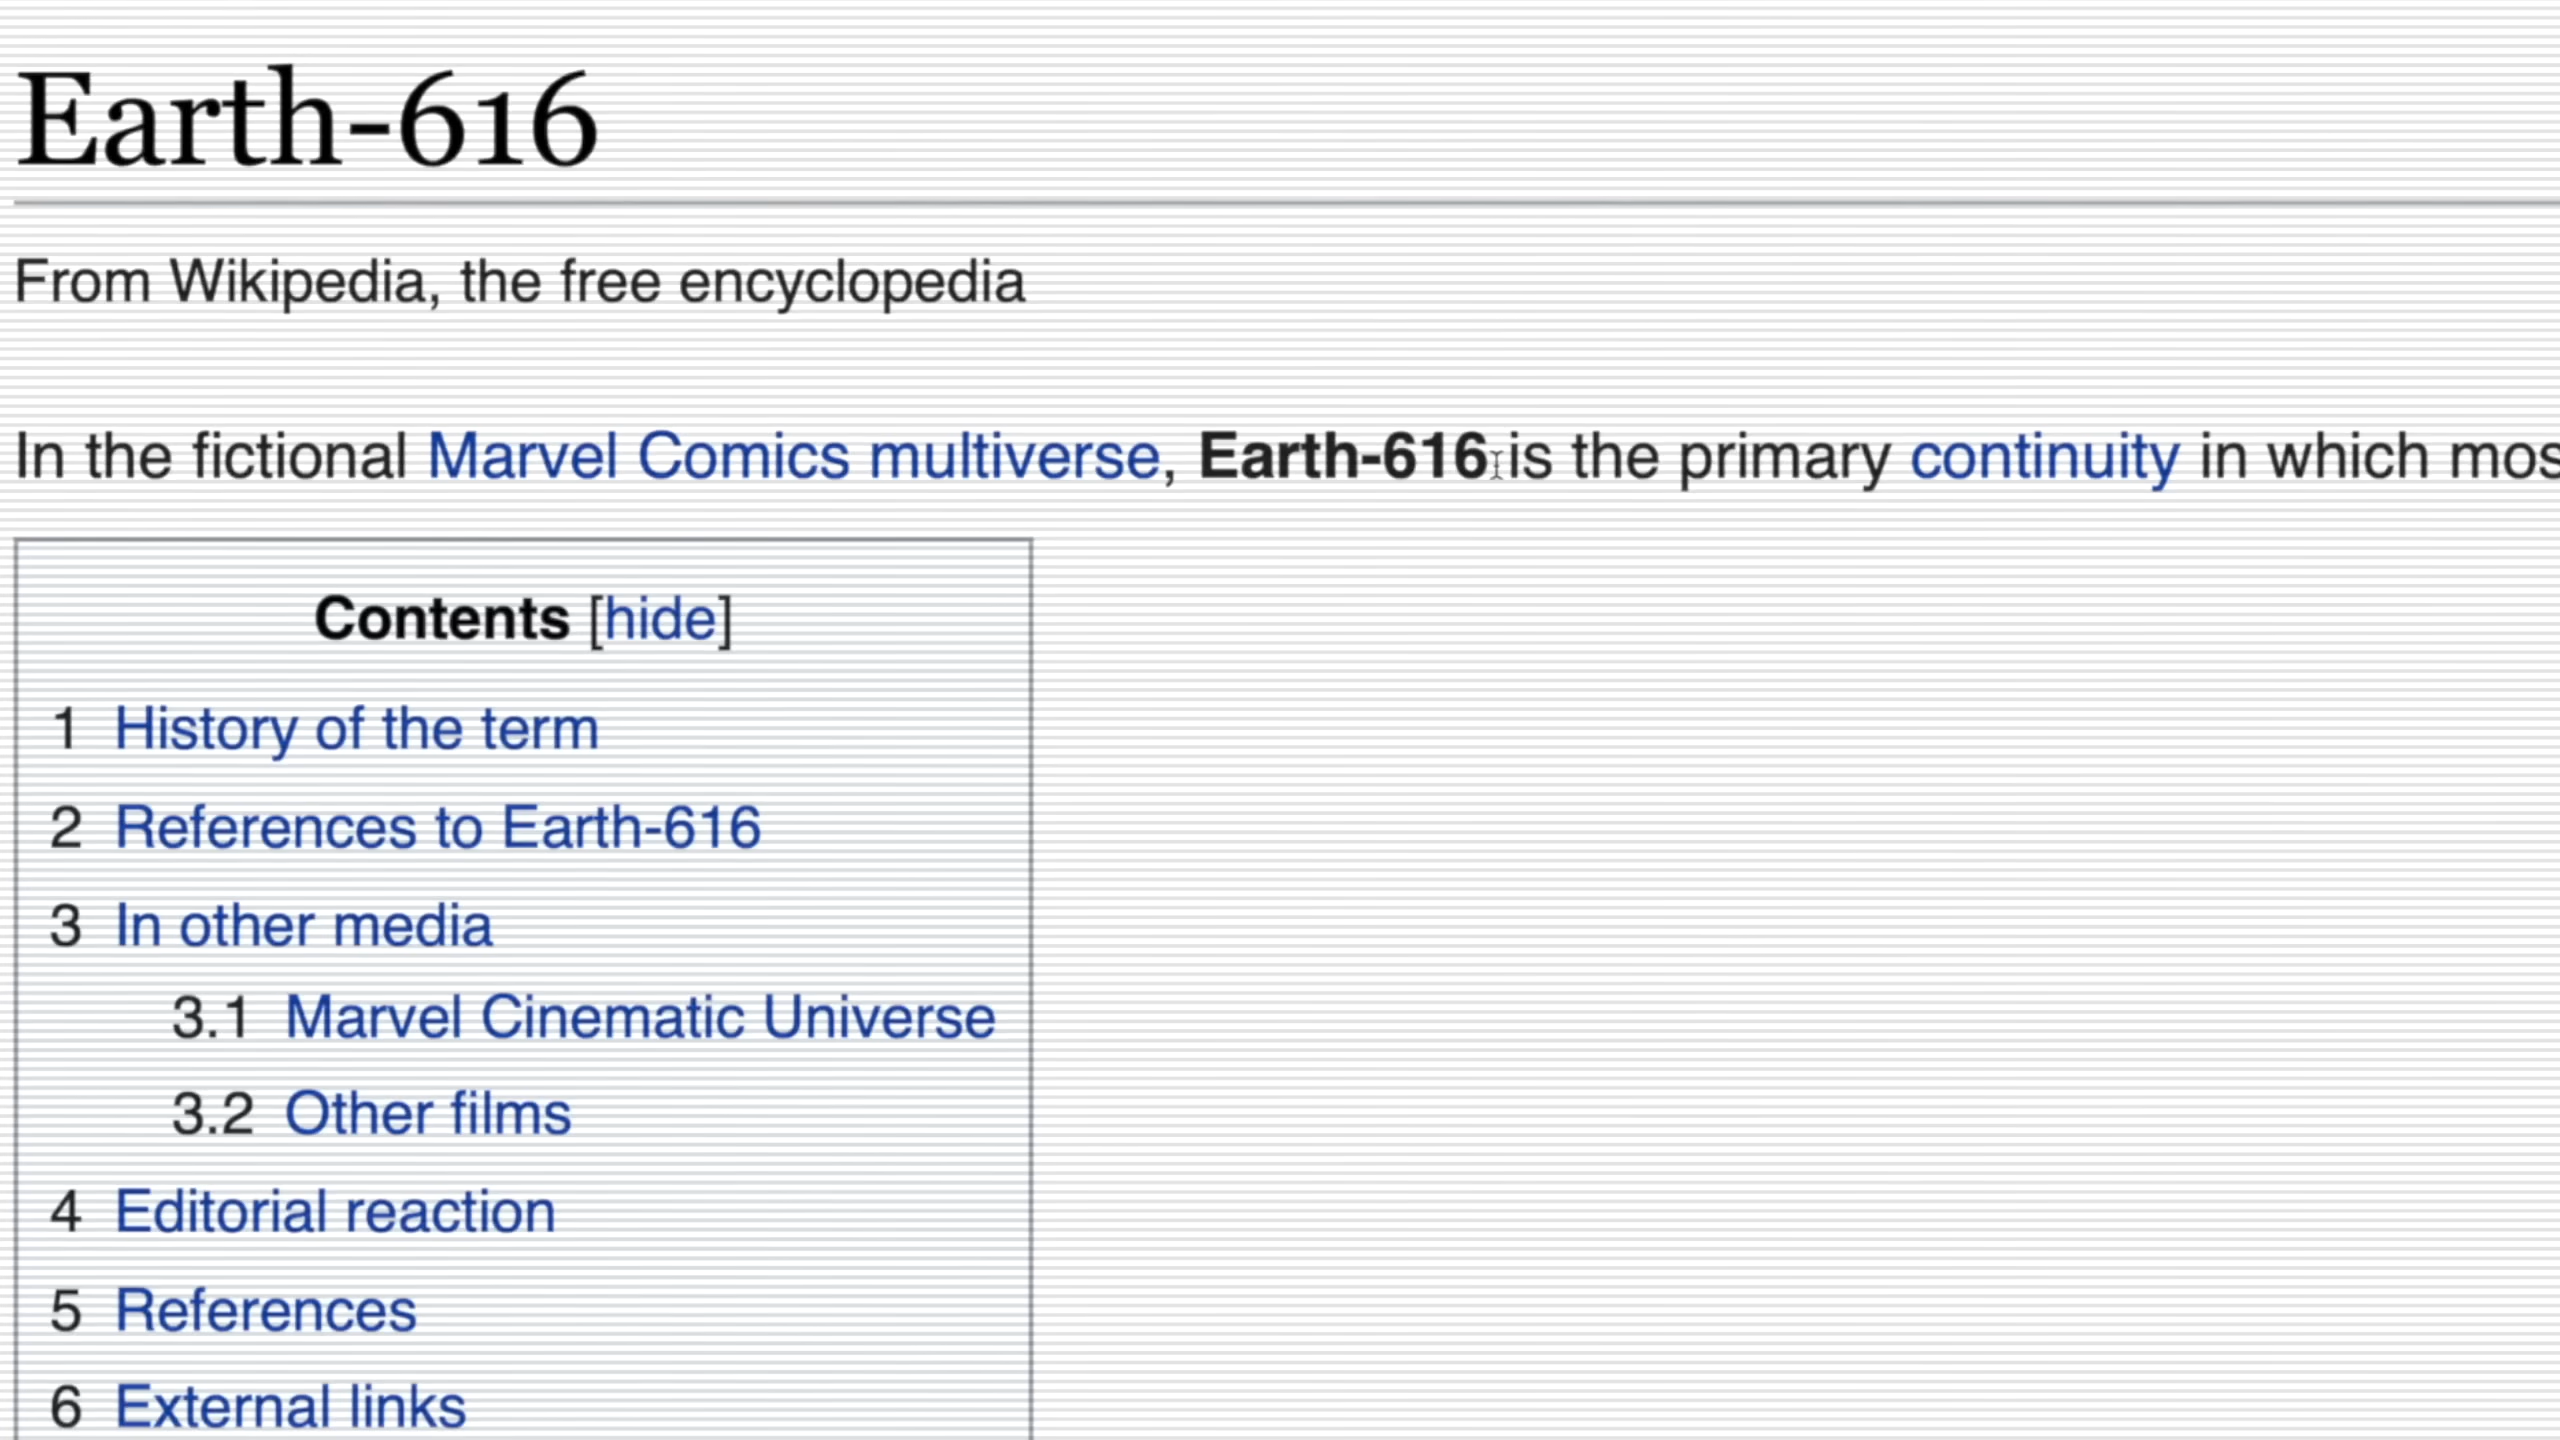 Earth-616
From Wikipedia, the free encyclopedia
In the fictional Marvel Comics multiverse, Earth-616 is the primary continuity in which mos
Contents [hide]
1 History of the term
2 References to Earth-616
3 In other media
3.1 Marvel Cinematic Universe
3.2 Other films
4 Editorial reaction
5 References
6 External links